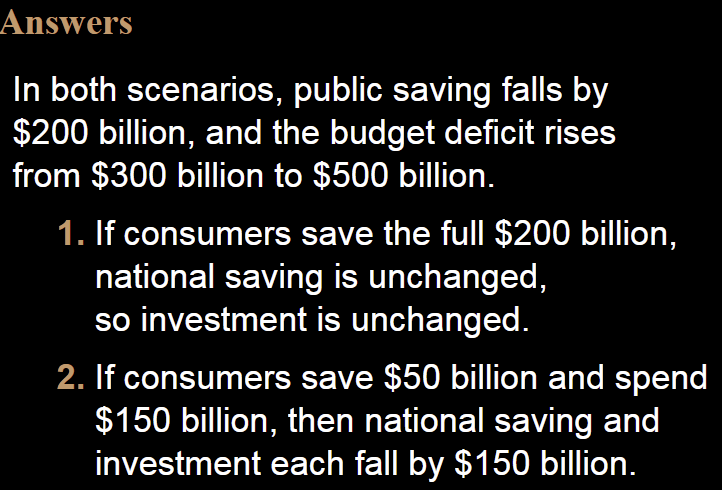 Answers
In both scenarios, public saving falls by
$200 billion, and the budget deficit rises
from $300 billion to $500 billion.
1. If consumers save the full $200 billion,
national saving is unchanged,
so investment is unchanged.
2. If consumers save $50 billion and spend
$150 billion, then national saving and
investment each fall by $150 billion.